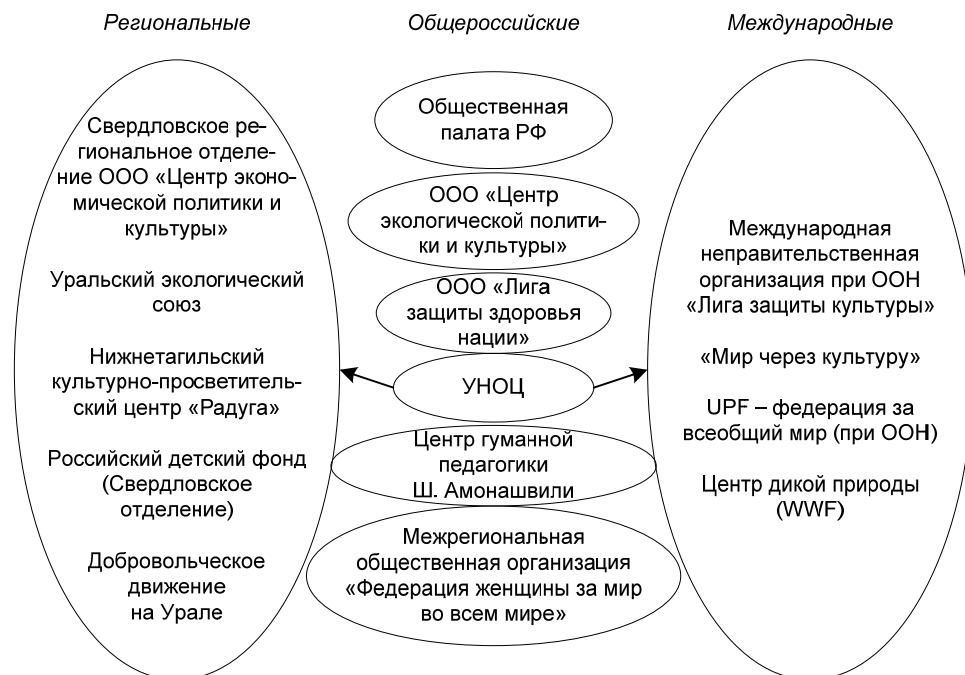 Региональные
Общероссийские
Международные
Свердловское ре-
гиональное отделе-
ние ООО «Центр эконо-
мической политики и
культуры»
Уральский экологический
союз
Нижнетагильский
культурно-просветитель-
ский центр «Радуга»
Российский детский фонд
(Свердловское
отделение)
Добровольческое
движение
на Урале
Общественная
палата РФ
ООО «Центр
экологической полити-
ки и культуры»
ООО «Лига
защиты здоровья
нации»
УНОЦ
Центр гуманной
педагогики
Ш. Амонашвили
Межрегиональная
общественная организация
«Федерация женщины за мир
во всем мире»
Международная
неправительственная
организация при ООН
«Лига защиты культуры»
«Мир через культуру»
UPF – федерация за
всеобщий мир (при ООН)
Центр дикой природы
(WWF)